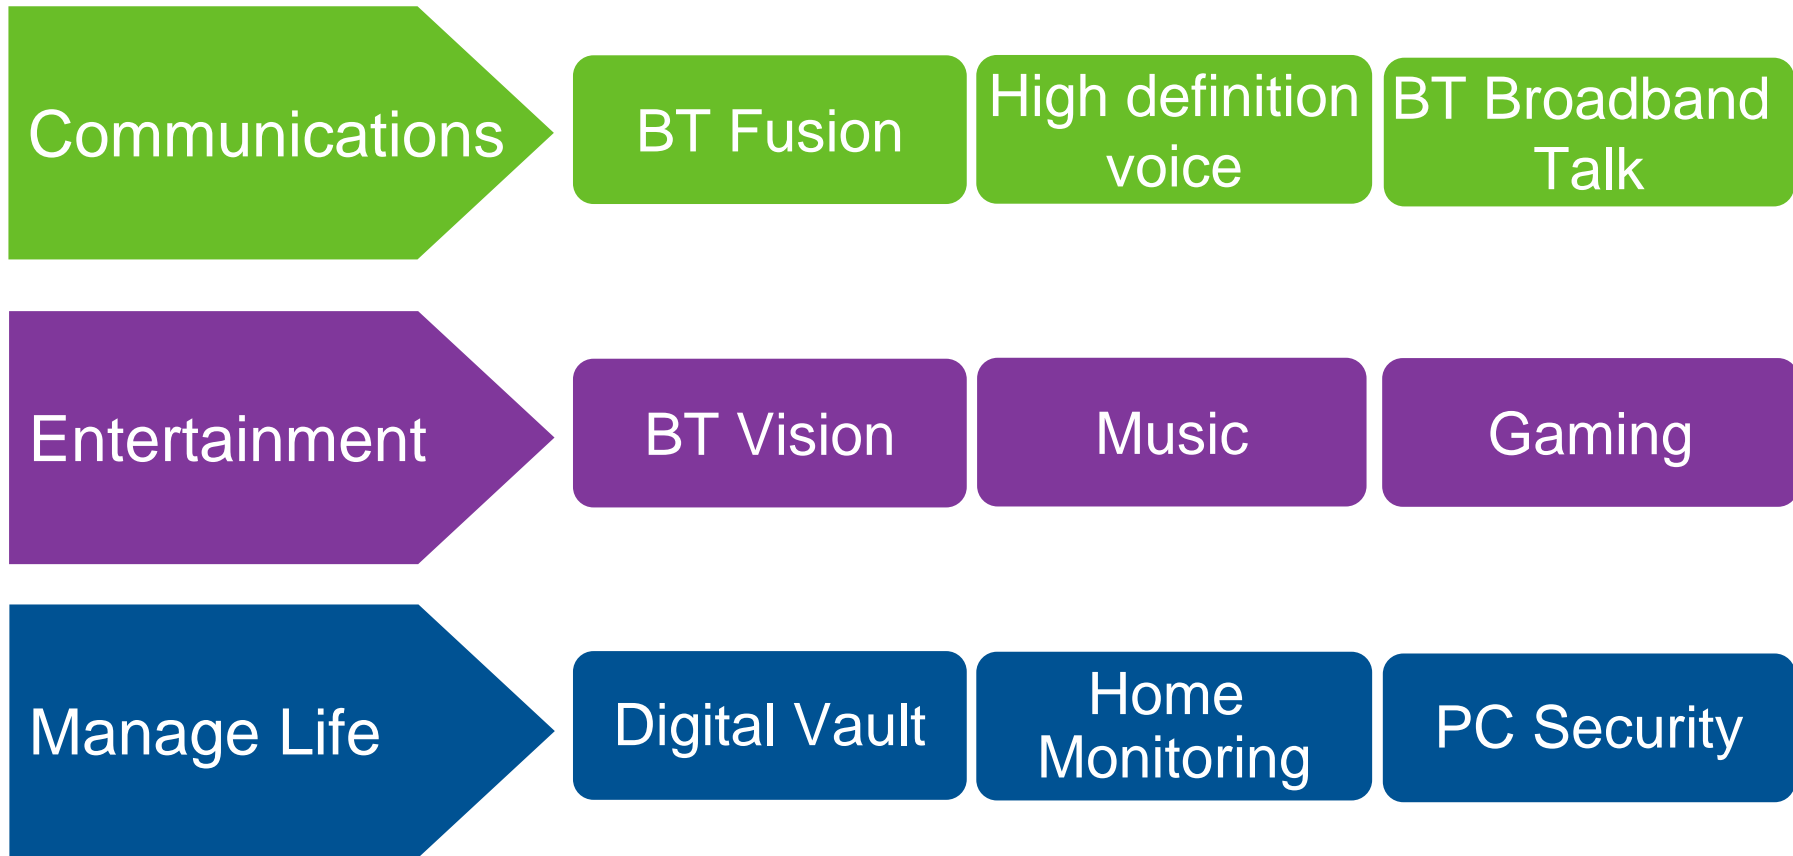 Communications
BT Fusion
High definition
voice
BT Broadband
Talk
Entertainment
BT Vision
Music
Gaming
Manage Life
Digital Vault
Home
Monitoring
PC Security